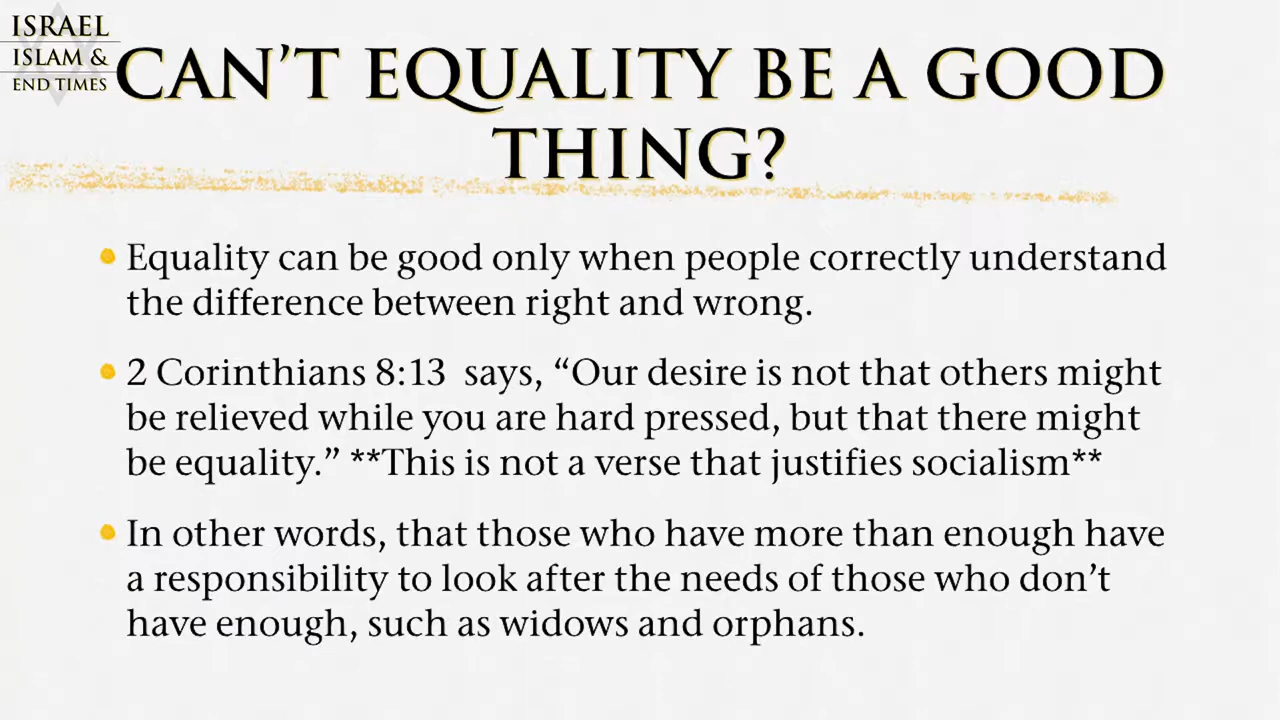 ISRAEL
ISLAM &
END TIMES
CAN’T EQUALITY BE A GOOD
THING?
• Equality can be good only when people correctly understand
the difference between right and wrong.
• 2 Corinthians 8:13  says, “Our desire is not that others might
be relieved while you are hard pressed, but that there might
be equality.” **This is not a verse that justifies socialism**
• In other words, that those who have more than enough have
a responsibility to look after the needs of those who don’t
have enough, such as widows and orphans.